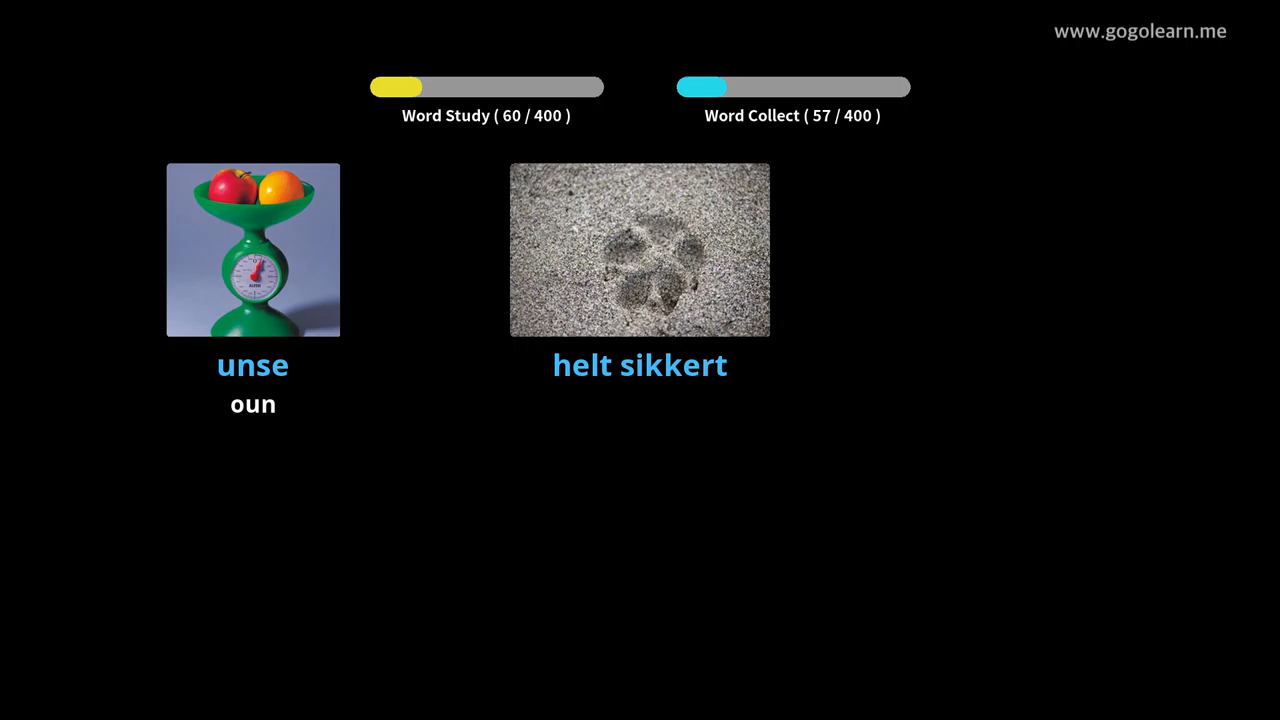 www.gogolearn.me
Word Study ( 60 / 400 )
Word Collect ( 57 / 400 )
unse
oun
helt sikkert